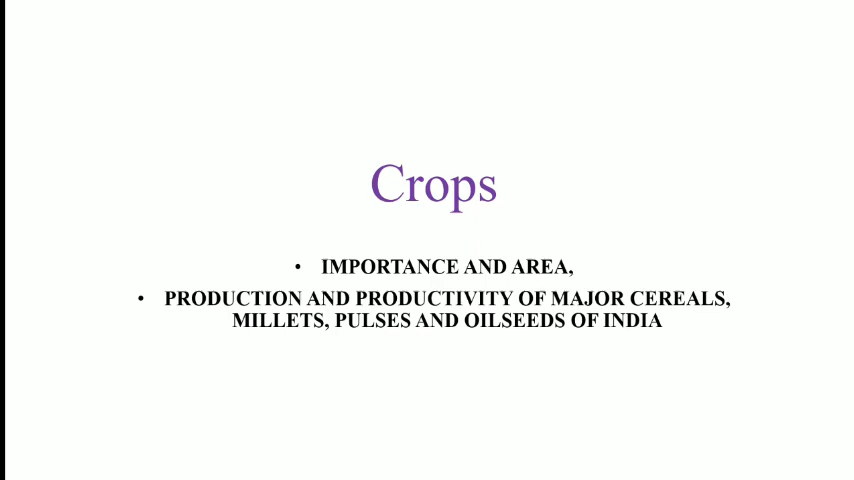 Crops
• IMPORTANCE AND AREA,
• PRODUCTION AND PRODUCTIVITY OF MAJOR CEREALS,
MILLETS, PULSES AND OILSEEDS OF INDIA